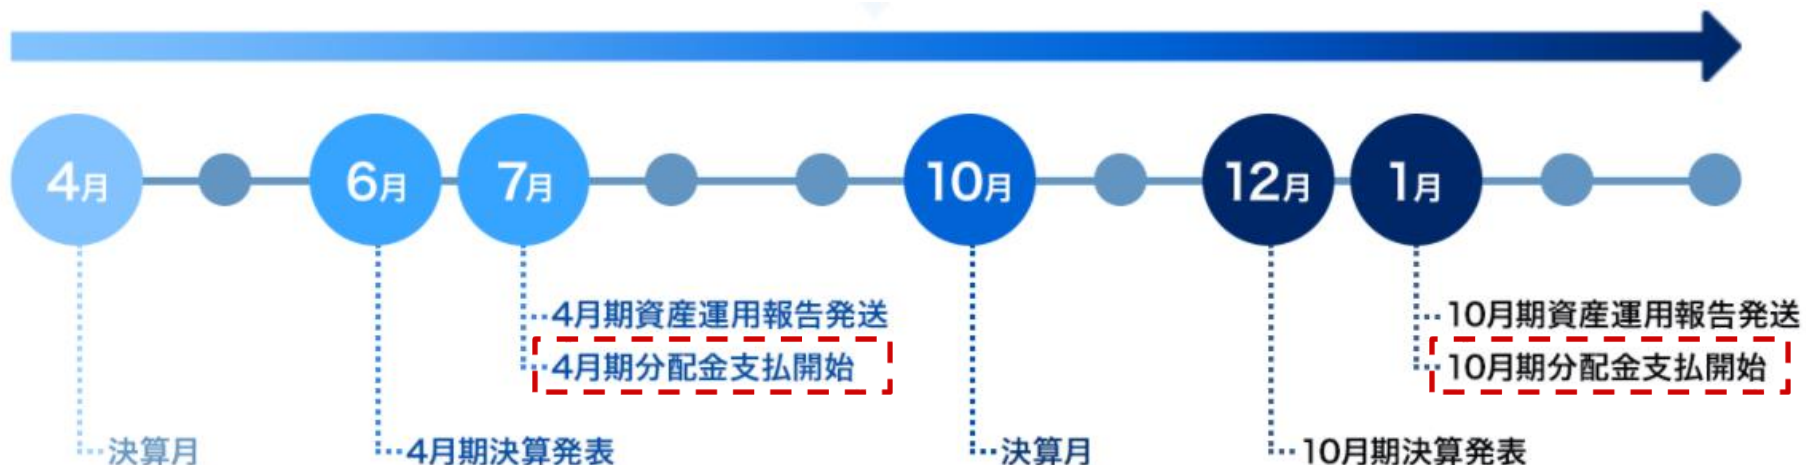 4月
6月
7月
10月
12月
1月
4月期資産運用報告発送
10月期資産運用報告発送
4月期分配金支払開始
10月期分配金支払開始
決算月
4月期決算発表
決算月
10月期決算発表